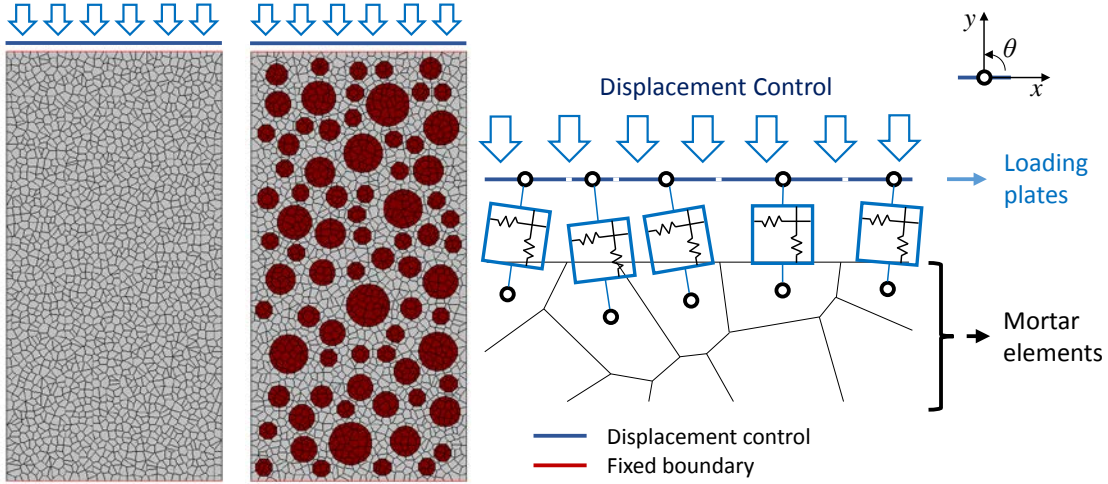 y
θ
x
Displacement Control
Loading
plates
Mortar
elements
Displacement control
Fixed boundary